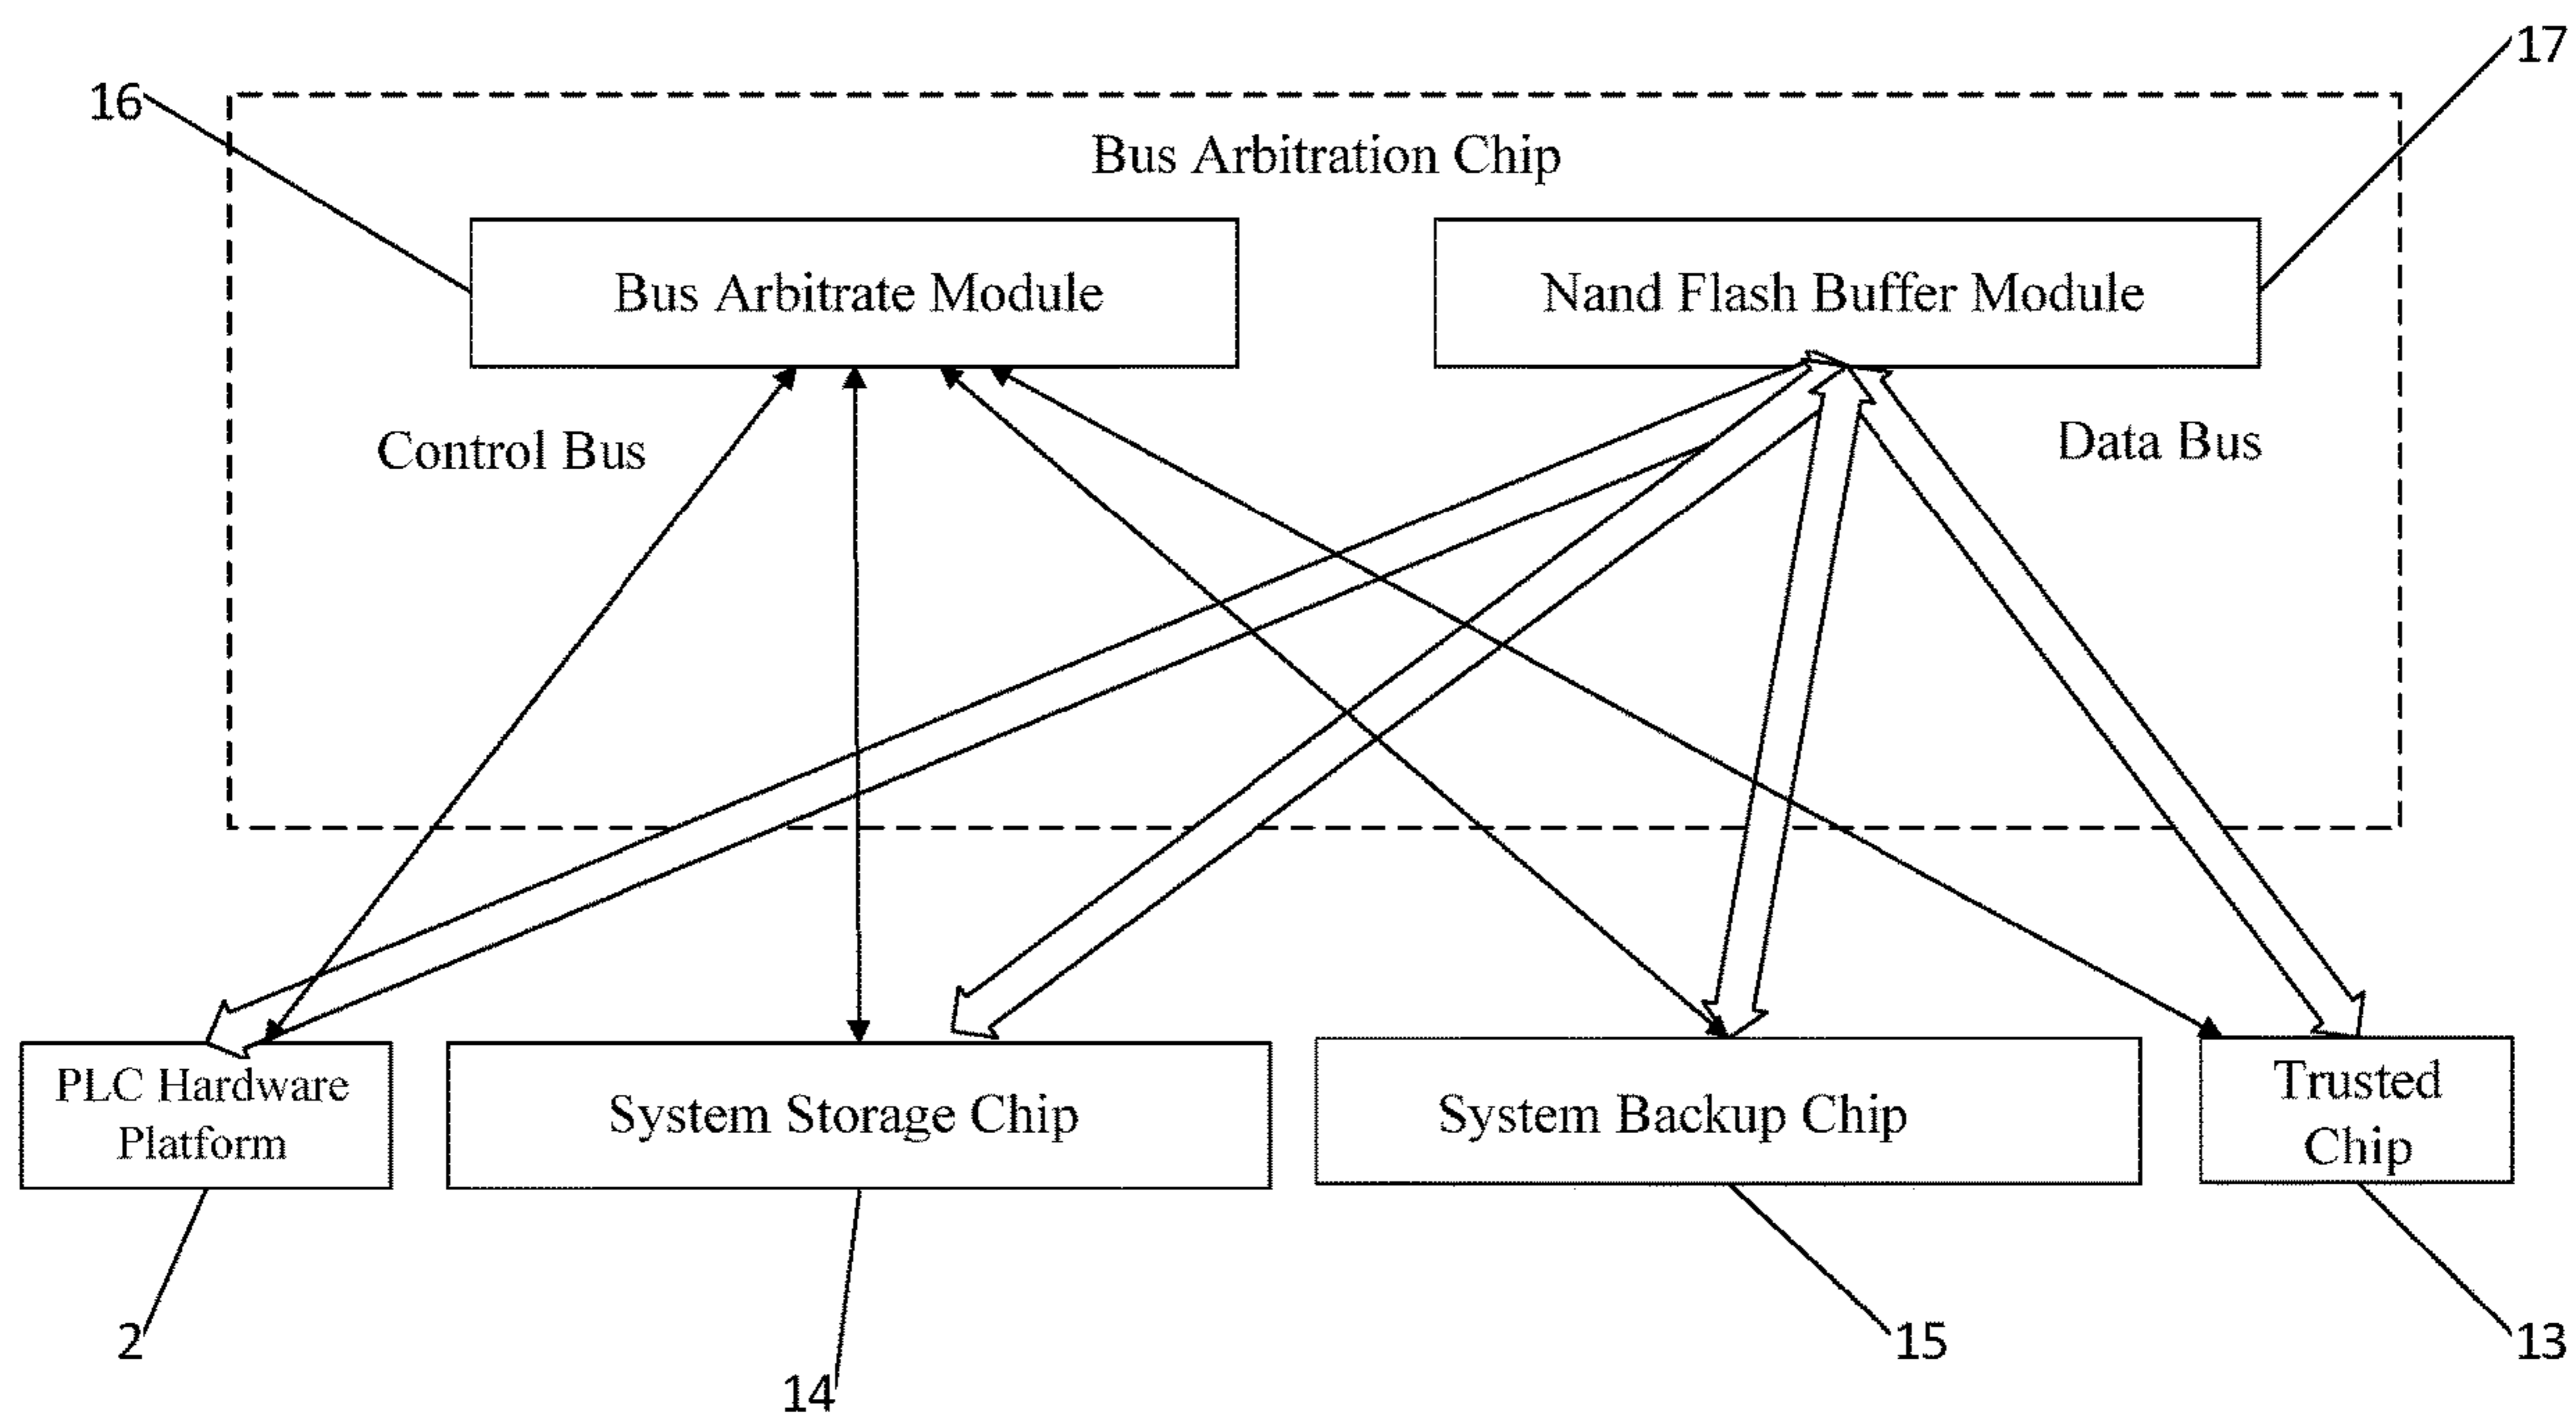 17
16
Bus Arbitration Chip
Bus Arbitrate Module
Nand Flash Buffer Module
Control Bus
Data Bus
PLC Hardware
Platform
System Storage Chip
System Backup Chip
Trusted
Chip
2
14
15
13